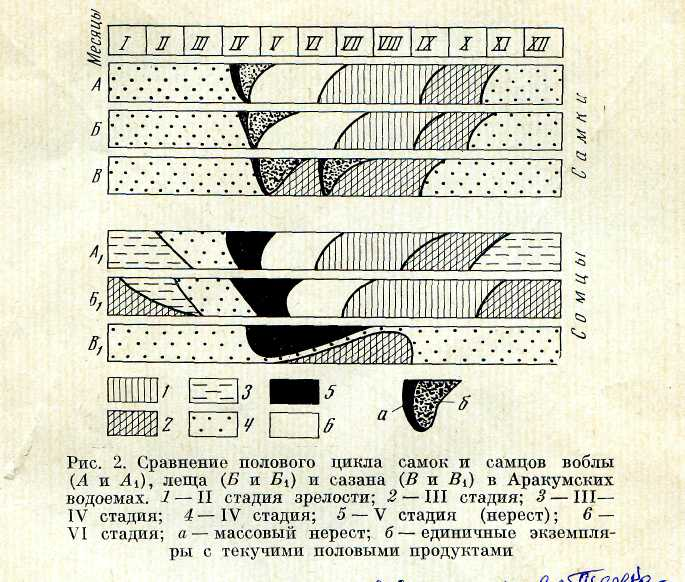 Месяцы
I II III IV V VI VII VIII IX X XI XII
А
Б
В
Самки
А₁
Б₁
В₁
Самцы
1 3 5 а б
2 4 6
Рис. 2. Сравнение полового цикла самок и самцов воблы
(А и А₁), леща (Б и Б₁) и сазана (В и В₁) в Аракумских
водоемах. 1 — II стадия зрелости; 2 — III стадия; 3 — III—
IV стадия; 4 — IV стадия; 5 — V стадия (нерест); 6 —
VI стадия; а — массовый нерест; б — единичные экземпля-
ры с текучими половыми продуктами